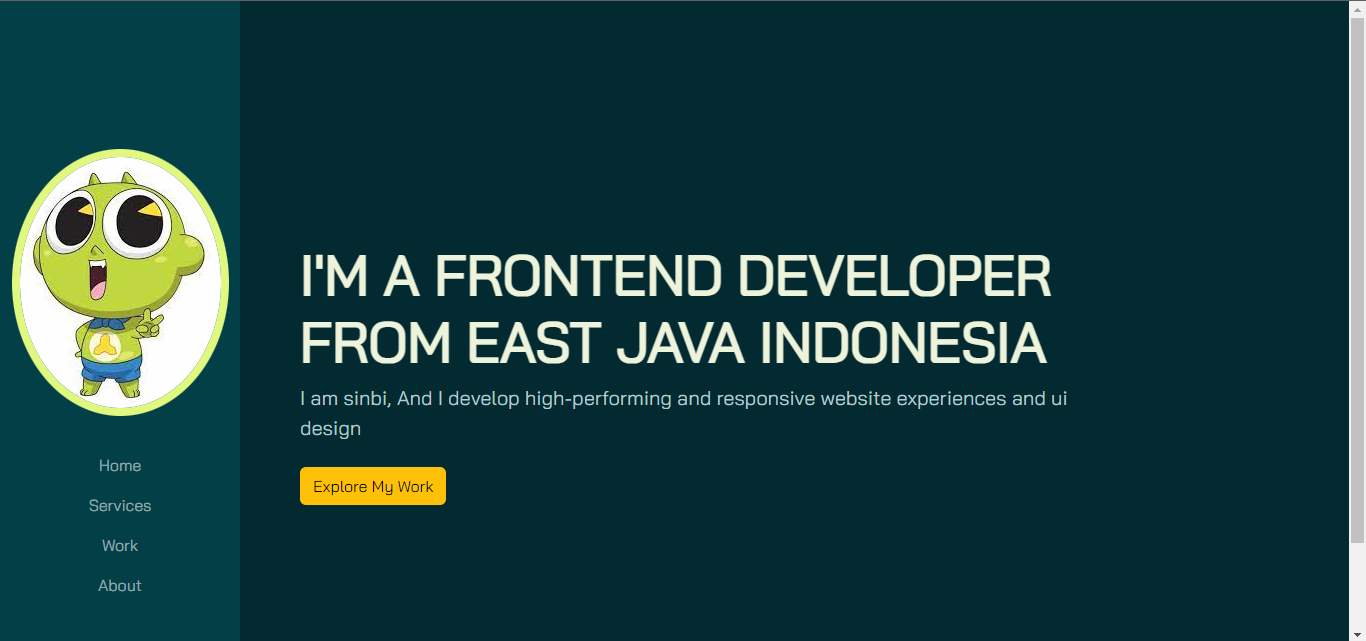 Home
Services
Work
About
I'M A FRONTEND DEVELOPER
FROM EAST JAVA INDONESIA
I am sinbi, And I develop high-performing and responsive website experiences and ui
design
Explore My Work